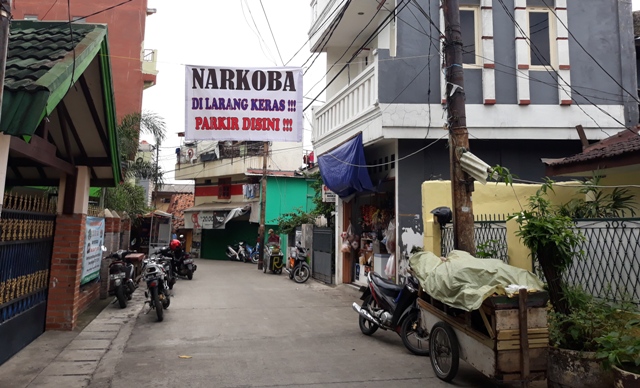 NARKOBA
DI LARANG KERAS !!!
PARKIR DISINI !!!